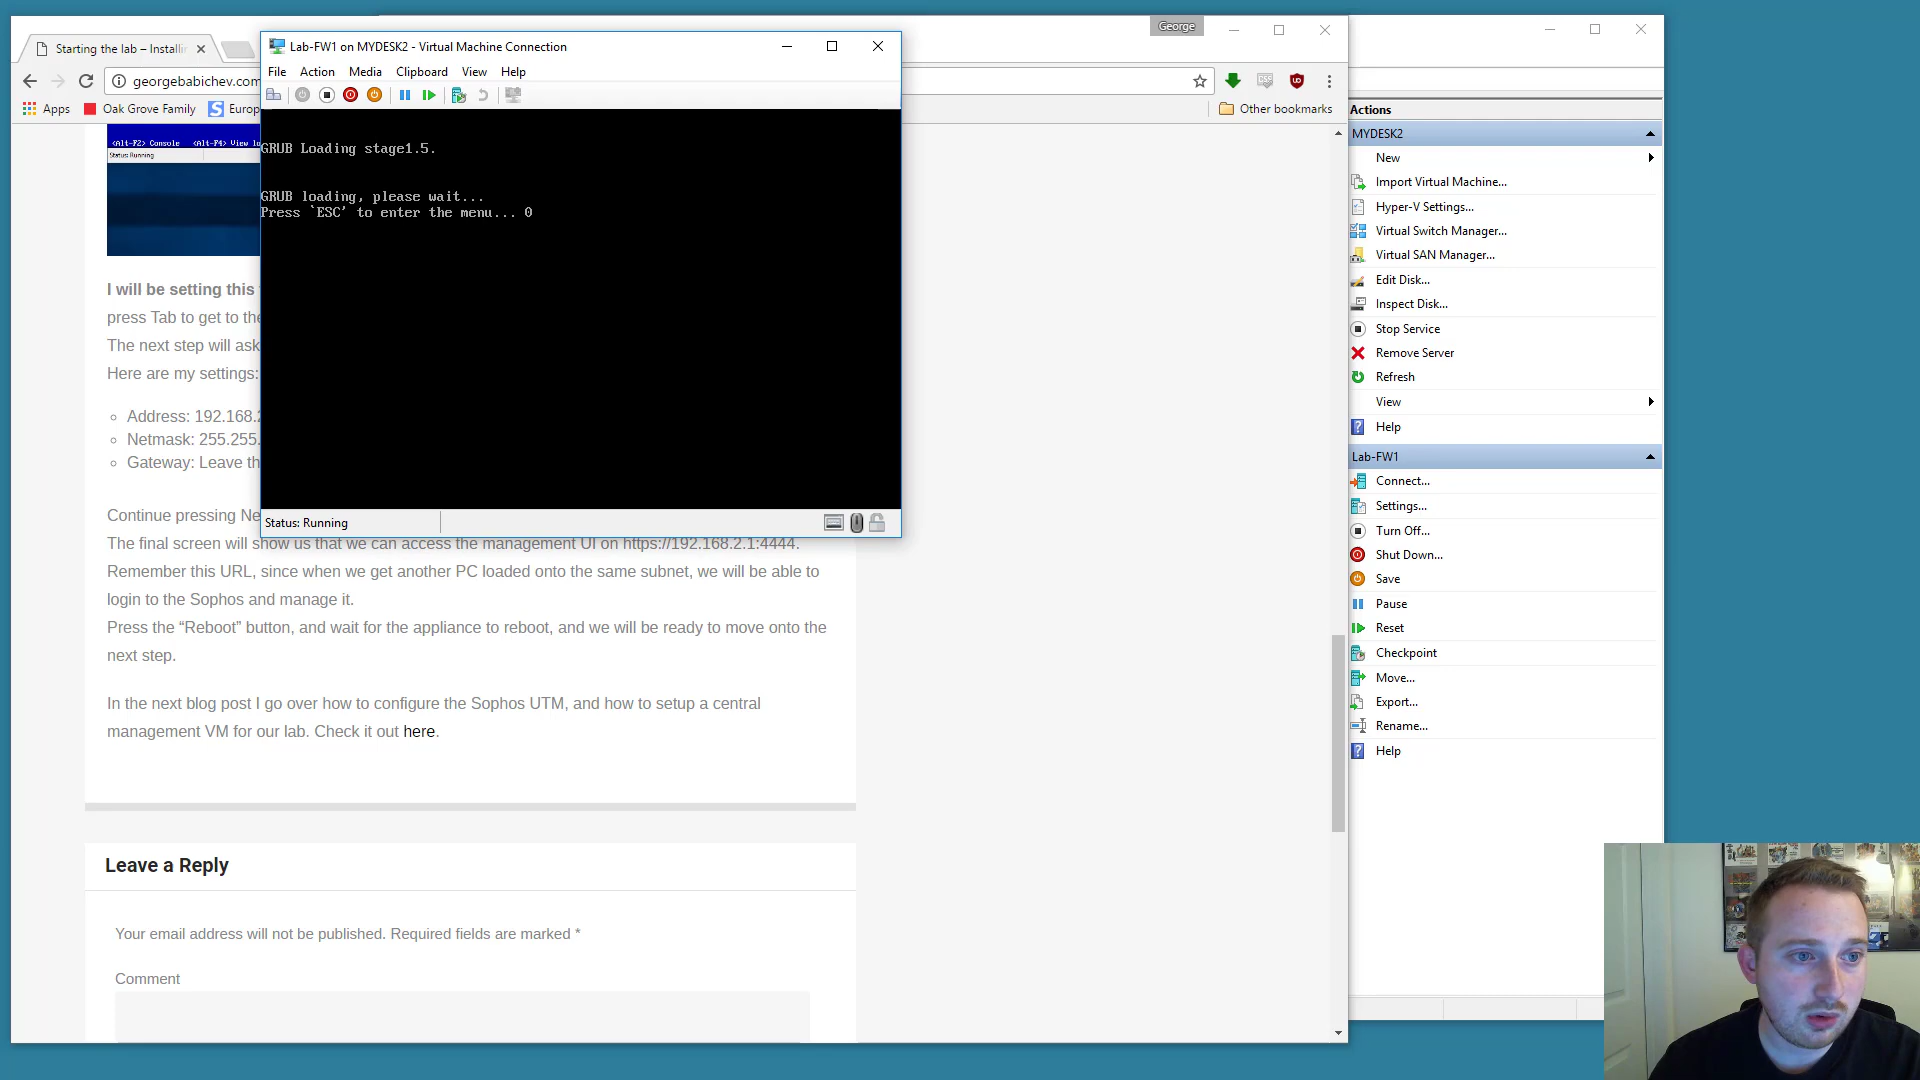 George
Starting the lab – Installi
georgebabichev.com
Apps
Oak Grove Family
Europ
Other bookmarks
Lab-FW1 on MYDESK2 - Virtual Machine Connection
File
Action
Media
Clipboard
View
Help
GRUB Loading stage1.5.
GRUB loading, please wait...
Press `ESC' to enter the menu... 0
Status: Running
<Alt-F2> Console <Alt-F4> View lo
Status: Running
I will be setting this
press Tab to get to the
The next step will ask
Here are my settings:
Address: 192.168.2
Netmask: 255.255.
Gateway: Leave th
Continue pressing Ne
The final screen will show us that we can access the management UI on https://192.168.2.1:4444.
Remember this URL, since when we get another PC loaded onto the same subnet, we will be able to
login to the Sophos and manage it.
Press the “Reboot” button, and wait for the appliance to reboot, and we will be ready to move onto the
next step.
In the next blog post I go over how to configure the Sophos UTM, and how to setup a central
management VM for our lab. Check it out here.
Leave a Reply
Your email address will not be published. Required fields are marked *
Comment
Actions
MYDESK2
New
Import Virtual Machine...
Hyper-V Settings...
Virtual Switch Manager...
Virtual SAN Manager...
Edit Disk...
Inspect Disk...
Stop Service
Remove Server
Refresh
View
Help
Lab-FW1
Connect...
Settings...
Turn Off...
Shut Down...
Save
Pause
Reset
Checkpoint
Move...
Export...
Rename...
Help